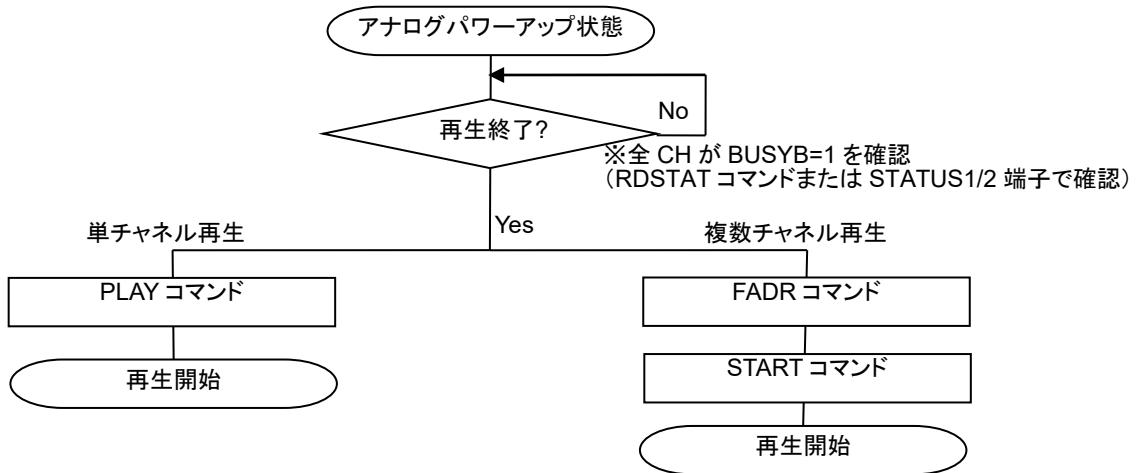 アナログパワーアップ状態
No
再生終了?
※全 CH が BUSYB=1 を確認
（RDSTAT コマンドまたは STATUS1/2 端子で確認）
Yes
単チャネル再生
複数チャネル再生
PLAY コマンド
FADR コマンド
START コマンド
再生開始
再生開始